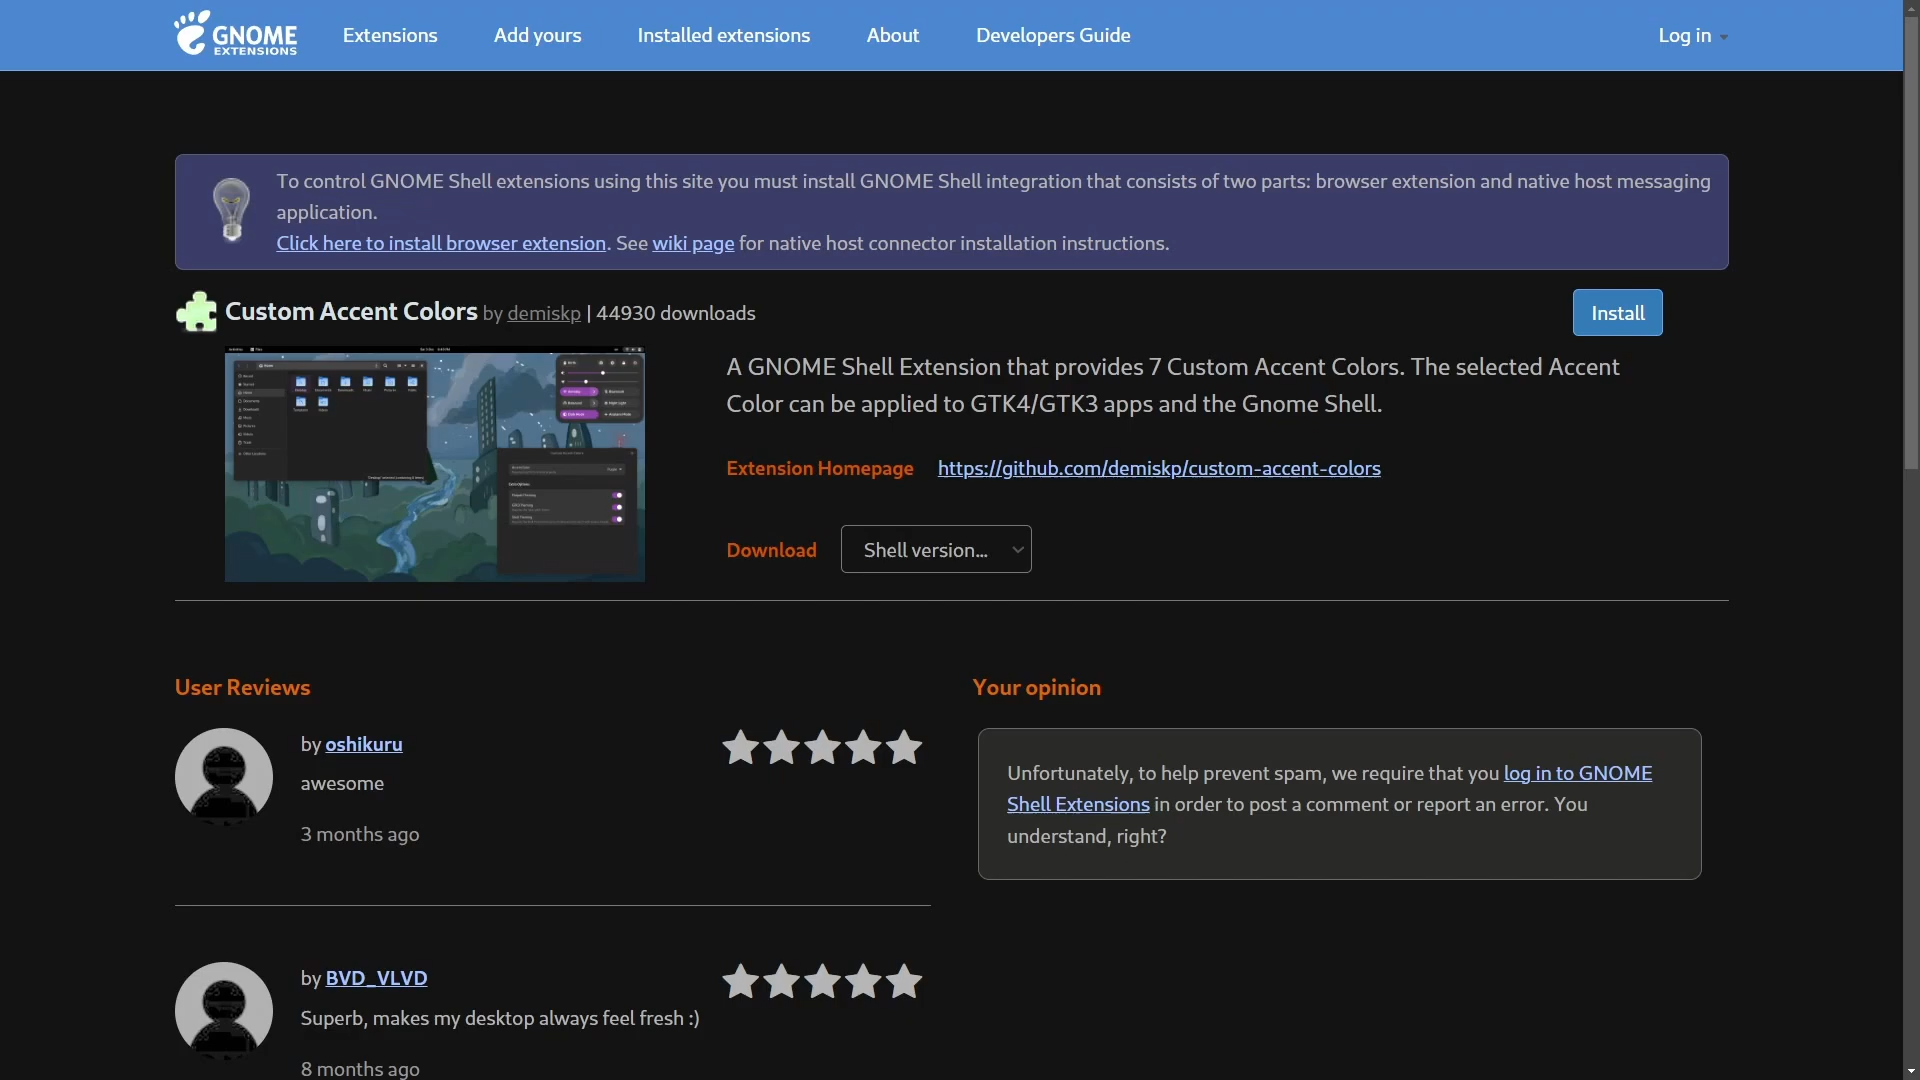 GNOME EXTENSIONS
Extensions
Add yours
Installed extensions
About
Developers Guide
Log in
To control GNOME Shell extensions using this site you must install GNOME Shell integration that consists of two parts: browser extension and native host messaging
application.
Click here to install browser extension. See wiki page for native host connector installation instructions.
Custom Accent Colors by demiskp | 44930 downloads
Install
A GNOME Shell Extension that provides 7 Custom Accent Colors. The selected Accent
Color can be applied to GTK4/GTK3 apps and the Gnome Shell.
Extension Homepage https://github.com/demiskp/custom-accent-colors
Download Shell version...
User Reviews
by oshikuru
awesome
3 months ago
by BVD_VLVD
Superb, makes my desktop always feel fresh :)
8 months ago
Your opinion
Unfortunately, to help prevent spam, we require that you log in to GNOME
Shell Extensions in order to post a comment or report an error. You
understand, right?